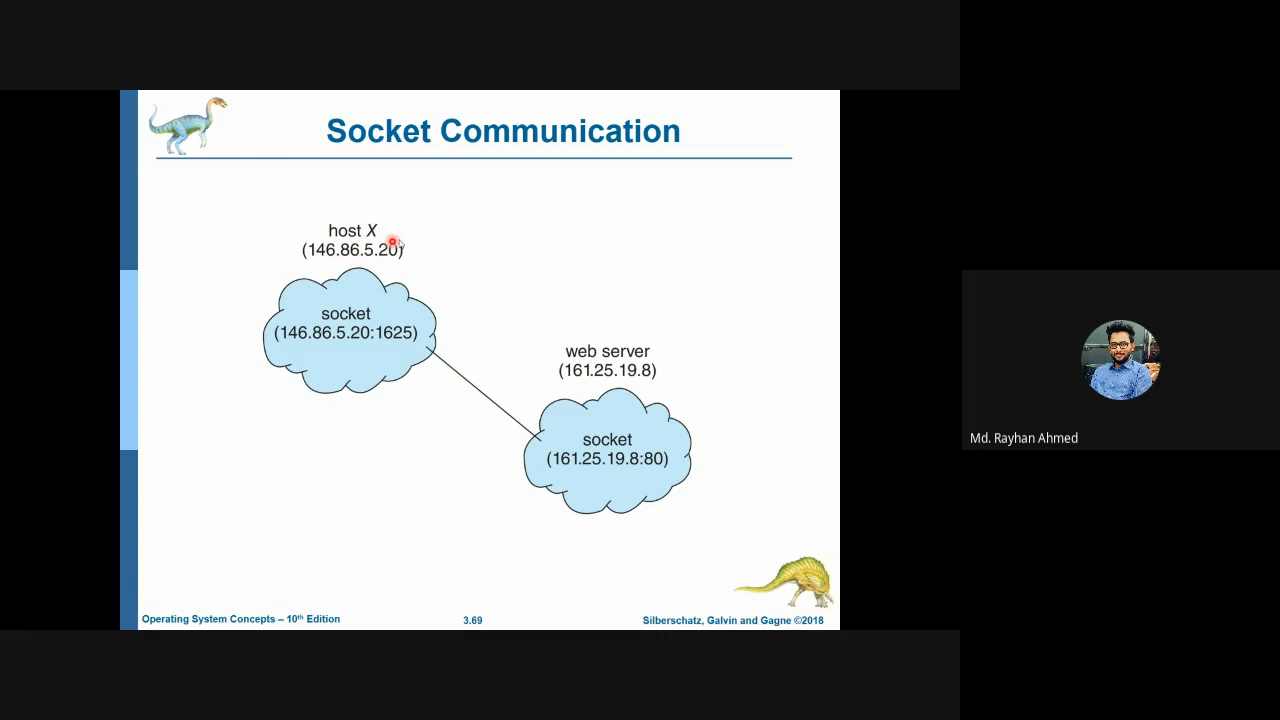 Socket Communication
host X
(146.86.5.20)
socket
(146.86.5.20:1625)
web server
(161.25.19.8)
socket
(161.25.19.8:80)
Md. Rayhan Ahmed
Operating System Concepts – 10th Edition
3.69
Silberschatz, Galvin and Gagne ©2018